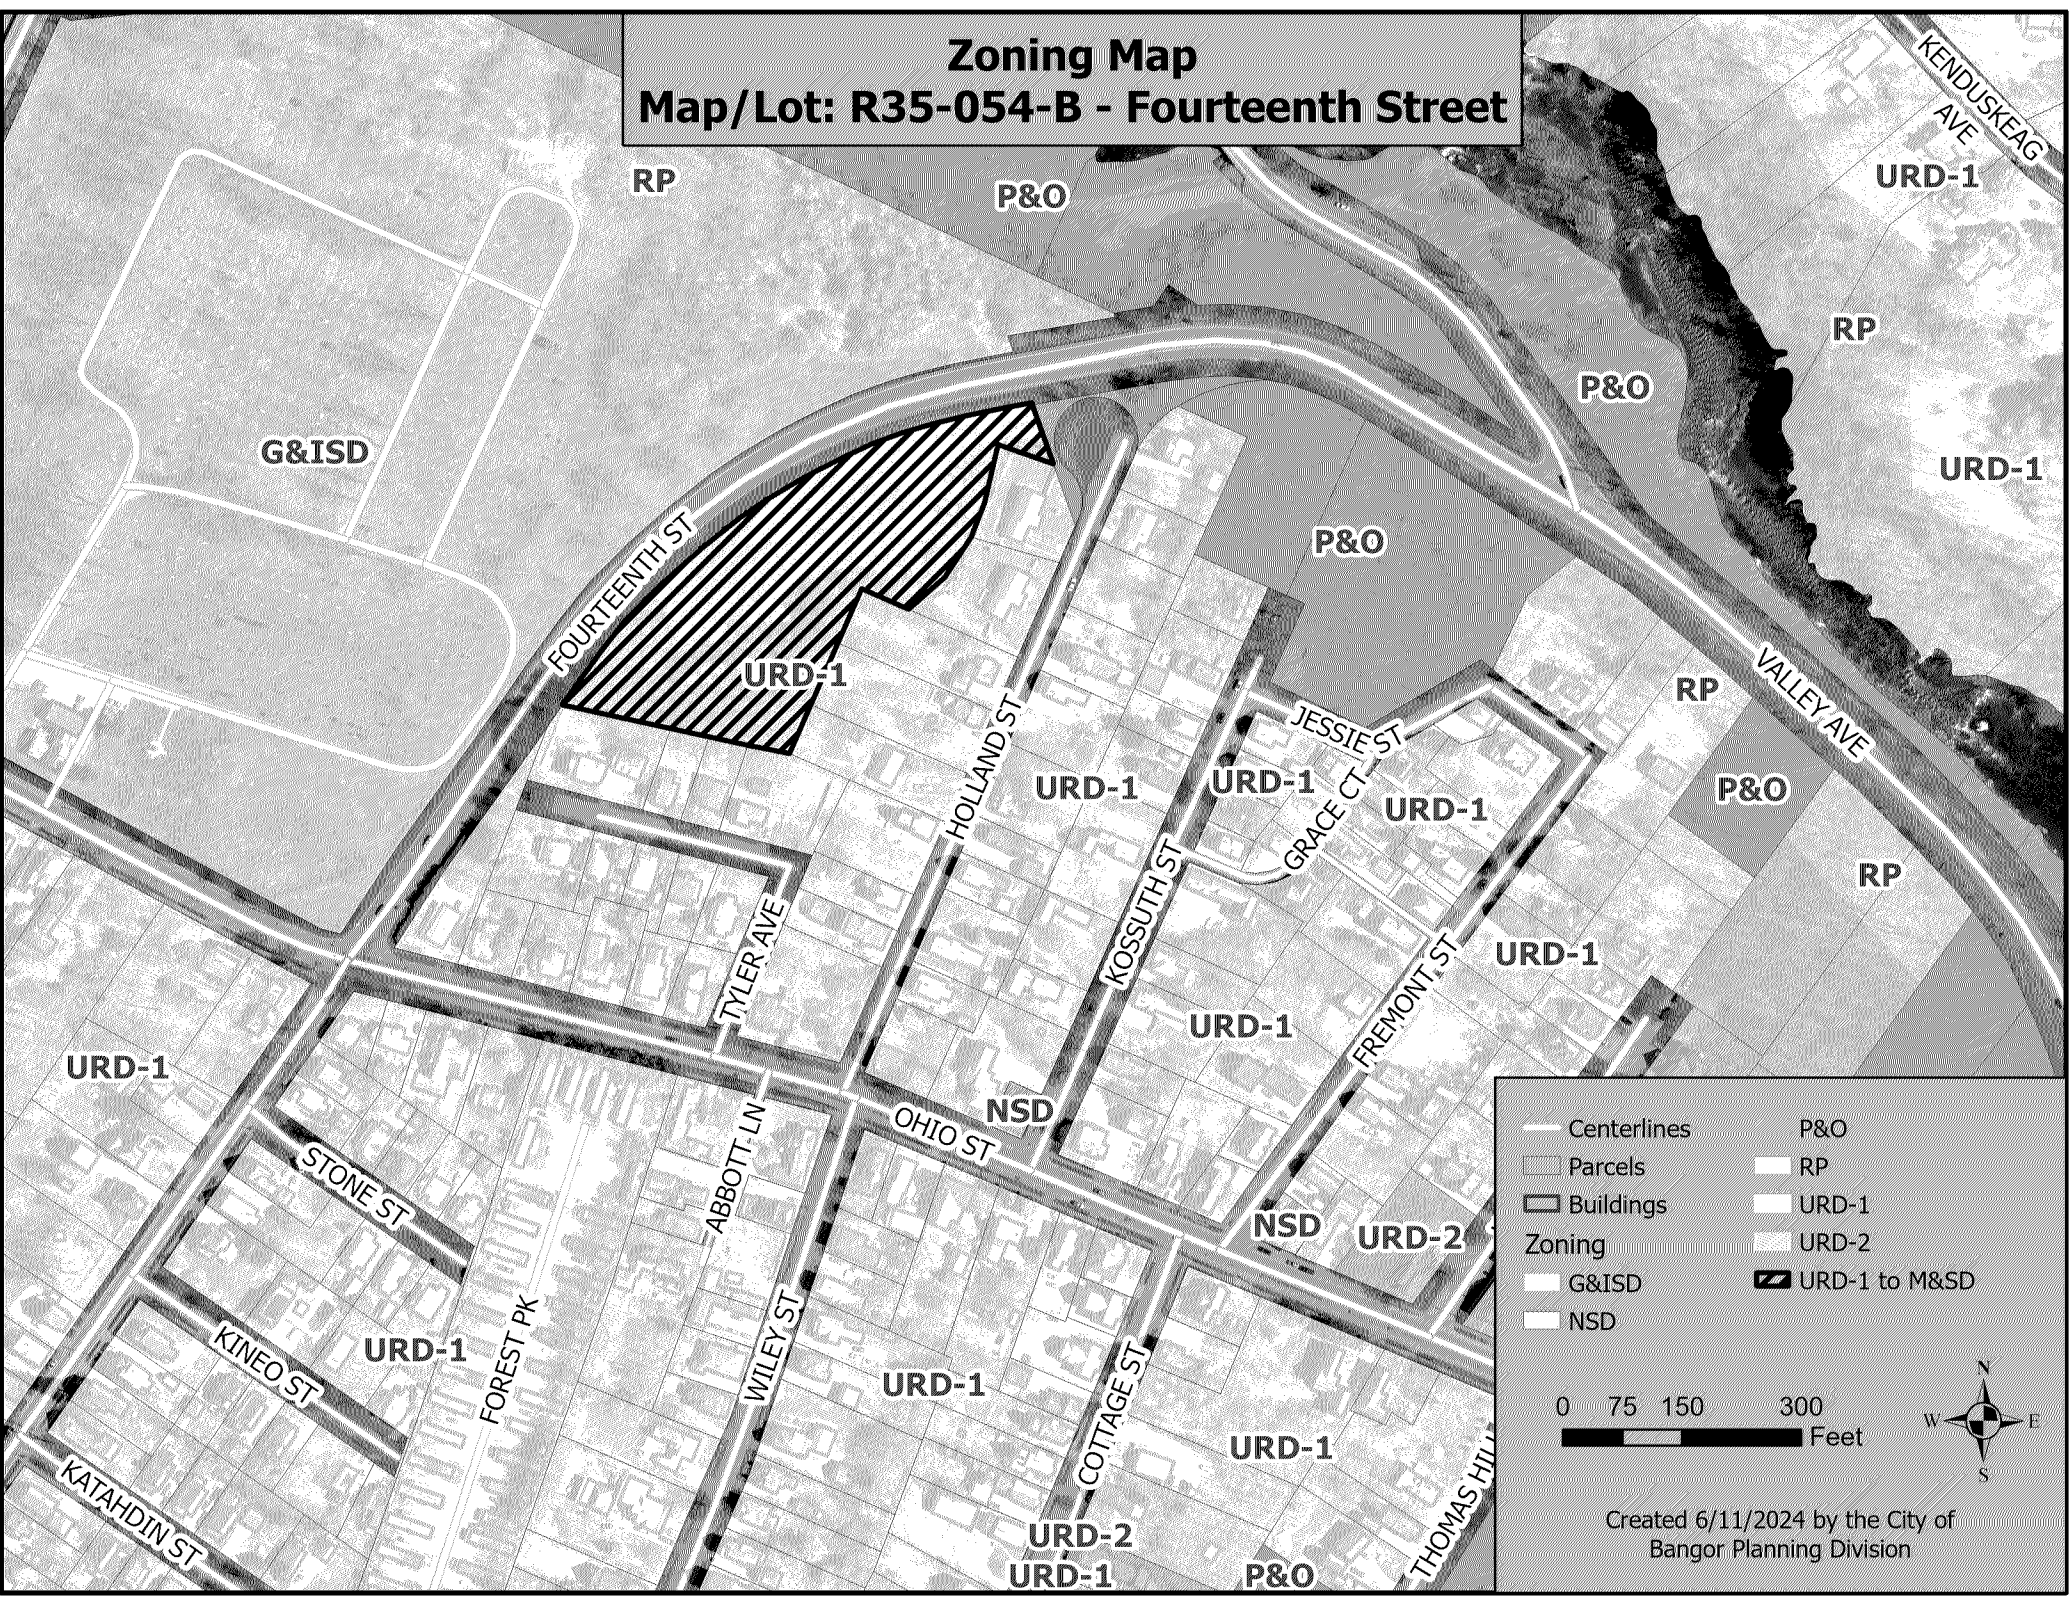 Zoning Map
Map/Lot: R35-054-B - Fourteenth Street
KENDUSKEAG
AVE
URD-1
RP
P&O
RP
P&O
G&ISD
URD-1
P&O
FOURTEENTH ST
URD-1
VALLEY AVE
RP
HOLLAND ST
JESSIE ST
URD-1
URD-1
GRACE CT
URD-1
P&O
KOSSUTH ST
RP
TYLER AVE
FREMONT ST
URD-1
URD-1
URD-1
NSD
OHIO ST
ABBOTT LN
STONE ST
NSD
URD-2
FOREST PK
WILEY ST
KINEO ST
URD-1
URD-1
COTTAGE ST
URD-1
KATAHDIN ST
THOMAS HILL
URD-2
URD-1
P&O
Centerlines
Parcels
Buildings
Zoning
G&ISD
NSD
P&O
RP
URD-1
URD-2
URD-1 to M&SD
0 75 150 300
Feet
N
W E
S
Created 6/11/2024 by the City of
Bangor Planning Division